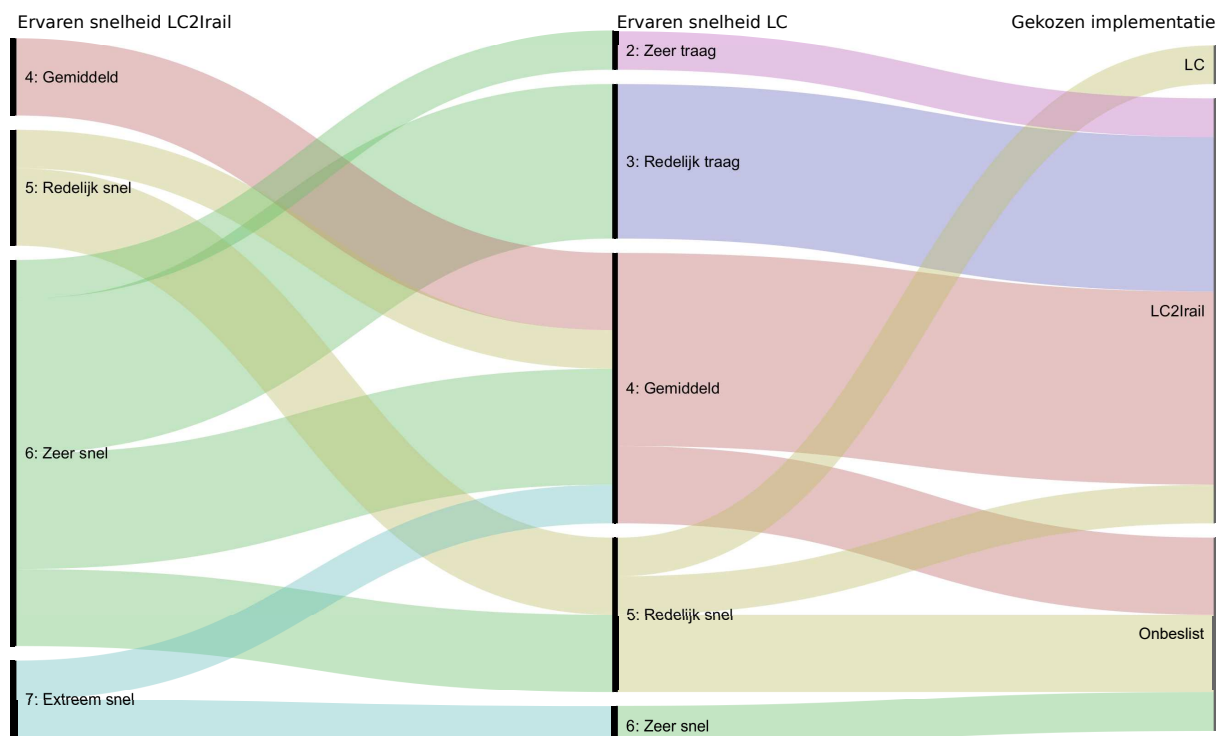 Ervaren snelheid LC2Irail
Ervaren snelheid LC
Gekozen implementatie
4: Gemiddeld
5: Redelijk snel
6: Zeer snel
7: Extreem snel
2: Zeer traag
3: Redelijk traag
4: Gemiddeld
5: Redelijk snel
6: Zeer snel
LC
LC2Irail
Onbeslist